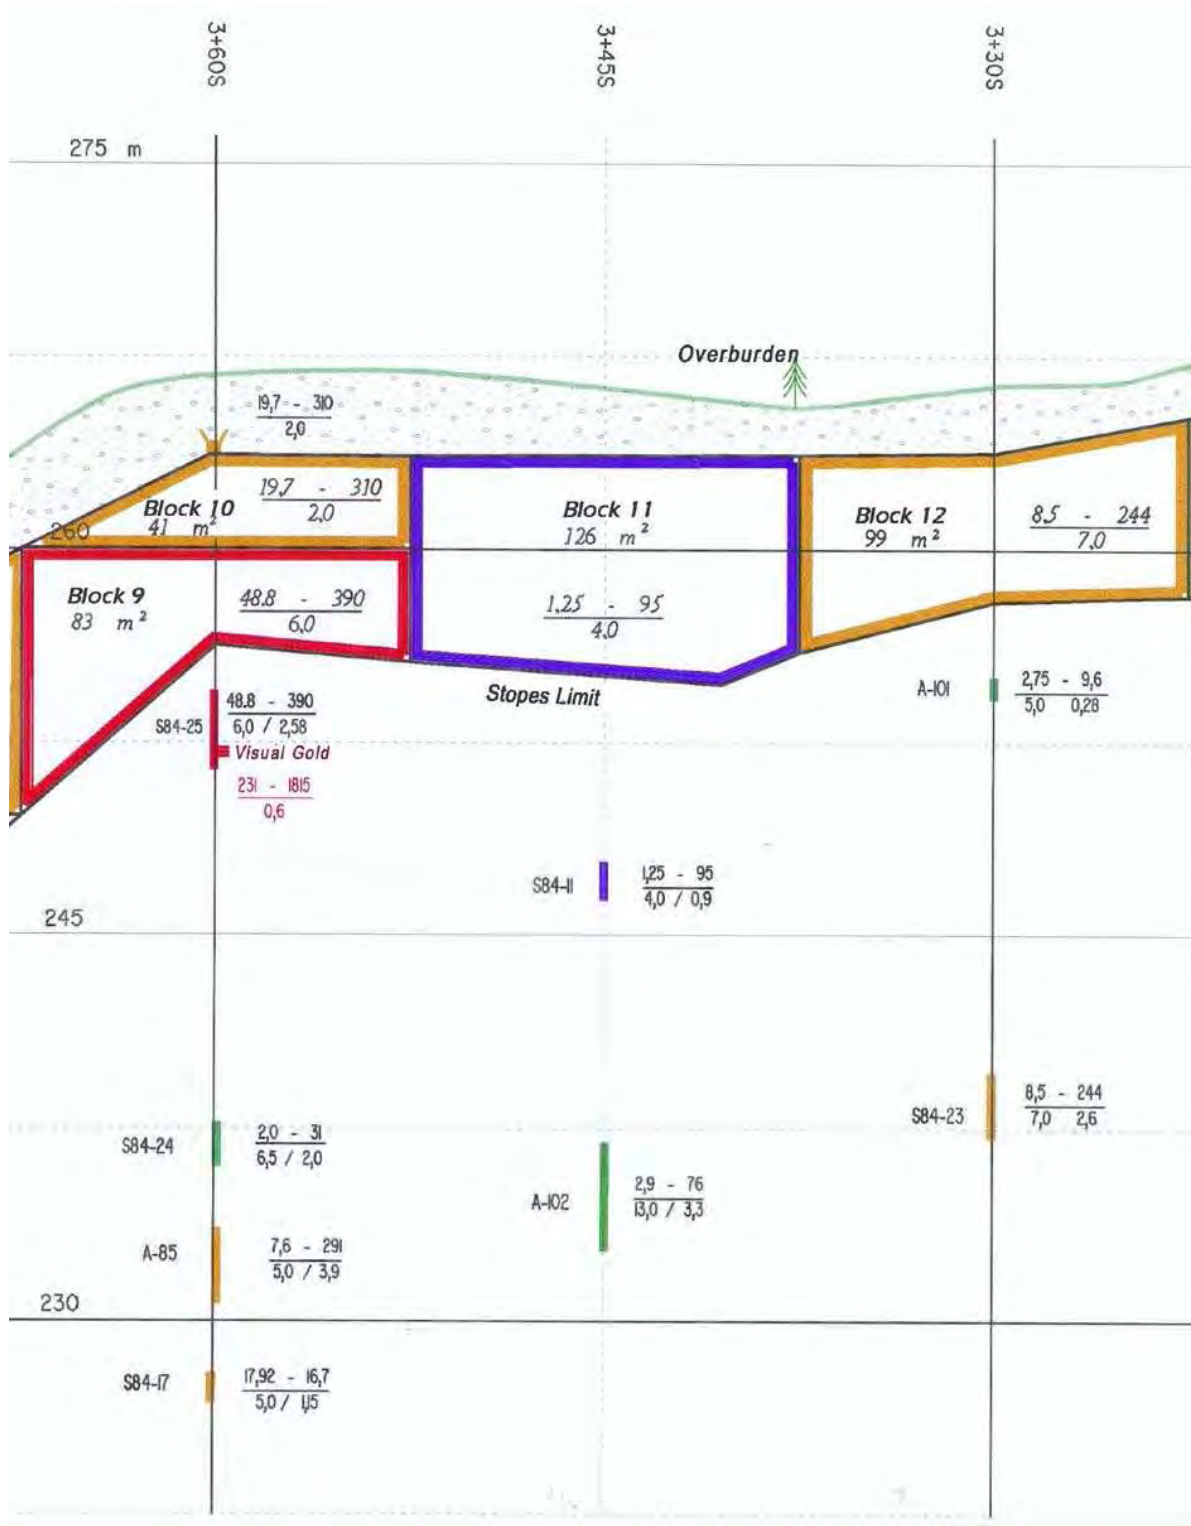 3+60S
3+45S
3+30S
275 m
Overburden
19,7 - 310
2,0
19,7 - 310
2,0
Block 10
41 m²
260
Block 11
126 m²
Block 12
99 m²
8.5 - 244
7,0
Block 9
83 m²
48.8 - 390
6,0
1,25 - 95
4,0
Stopes Limit
A-101
2,75 - 9,6
5,0 0,28
S84-25
48.8 - 390
6,0 / 2,58
Visual Gold
231 - 1815
0,6
S84-11
1,25 - 95
4,0 / 0,9
245
S84-23
8,5 - 244
7,0 2,6
S84-24
2,0 - 31
6,5 / 2,0
A-102
2,9 - 76
13,0 / 3,3
A-85
7,6 - 291
5,0 / 3,9
230
S84-17
17,92 - 16,7
5,0 / 1,15